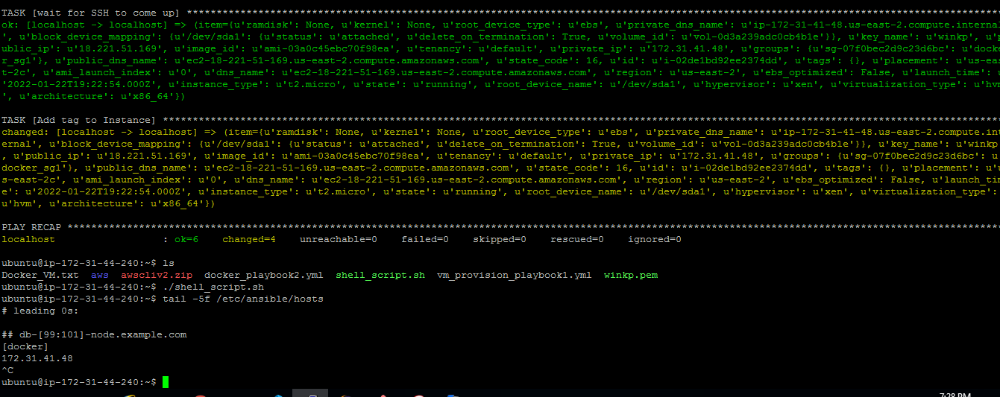 TASK [wait for SSH to come up] ****************************************************************************************************************************************
ok: [localhost -> localhost] => (item={u'ramdisk': None, u'kernel': None, u'root_device_type': u'ebs', u'private_dns_name': u'ip-172-31-41-48.us-east-2.compute.internal
', u'block_device_mapping': {u'/dev/sda1': {u'status': u'attached', u'delete_on_termination': True, u'volume_id': u'vol-0d3a239adc0cb4b1e'}}, u'key_name': u'winkp', u'p
ublic_ip': u'18.221.51.169', u'image_id': u'ami-03a0c45ebc70f98ea', u'tenancy': u'default', u'private_ip': u'172.31.41.48', u'groups': {u'sg-07f0bec2d9c23d6bc': u'docke
r_sg1'}, u'public_dns_name': u'ec2-18-221-51-169.us-east-2.compute.amazonaws.com', u'state_code': 16, u'id': u'i-02de1bd92ee2374dd', u'tags': {}, u'placement': u'us-eas
t-2c', u'ami_launch_index': u'0', u'dns_name': u'ec2-18-221-51-169.us-east-2.compute.amazonaws.com', u'region': u'us-east-2', u'ebs_optimized': False, u'launch_time': u
'2022-01-22T19:22:54.000Z', u'instance_type': u't2.micro', u'state': u'running', u'root_device_name': u'/dev/sda1', u'hypervisor': u'xen', u'virtualization_type': u'hvm
', u'architecture': u'x86_64'})
TASK [Add tag to Instance] ********************************************************************************************************************************************
changed: [localhost -> localhost] => (item={u'ramdisk': None, u'kernel': None, u'root_device_type': u'ebs', u'private_dns_name': u'ip-172-31-41-48.us-east-2.compute.int
ernal', u'block_device_mapping': {u'/dev/sda1': {u'status': u'attached', u'delete_on_termination': True, u'volume_id': u'vol-0d3a239adc0cb4b1e'}}, u'key_name': u'winkp'
, u'public_ip': u'18.221.51.169', u'image_id': u'ami-03a0c45ebc70f98ea', u'tenancy': u'default', u'private_ip': u'172.31.41.48', u'groups': {u'sg-07f0bec2d9c23d6bc': u'
docker_sg1'}, u'public_dns_name': u'ec2-18-221-51-169.us-east-2.compute.amazonaws.com', u'state_code': 16, u'id': u'i-02de1bd92ee2374dd', u'tags': {}, u'placement': u'u
s-east-2c', u'ami_launch_index': u'0', u'dns_name': u'ec2-18-221-51-169.us-east-2.compute.amazonaws.com', u'region': u'us-east-2', u'ebs_optimized': False, u'launch_tim
e': u'2022-01-22T19:22:54.000Z', u'instance_type': u't2.micro', u'state': u'running', u'root_device_name': u'/dev/sda1', u'hypervisor': u'xen', u'virtualization_type':
u'hvm', u'architecture': u'x86_64'})
PLAY RECAP ************************************************************************************************************************************************************
localhost : ok=6 changed=4 unreachable=0 failed=0 skipped=0 rescued=0 ignored=0
ubuntu@ip-172-31-44-240:~$ ls
Docker_VM.txt aws awscliv2.zip docker_playbook2.yml shell_script.sh vm_provision_playbook1.yml winkp.pem
ubuntu@ip-172-31-44-240:~$ ./shell_script.sh
ubuntu@ip-172-31-44-240:~$ tail -5f /etc/ansible/hosts
# leading 0s:
## db-[99:101]-node.example.com
[docker]
172.31.41.48
^C
ubuntu@ip-172-31-44-240:~$
7:28 PM